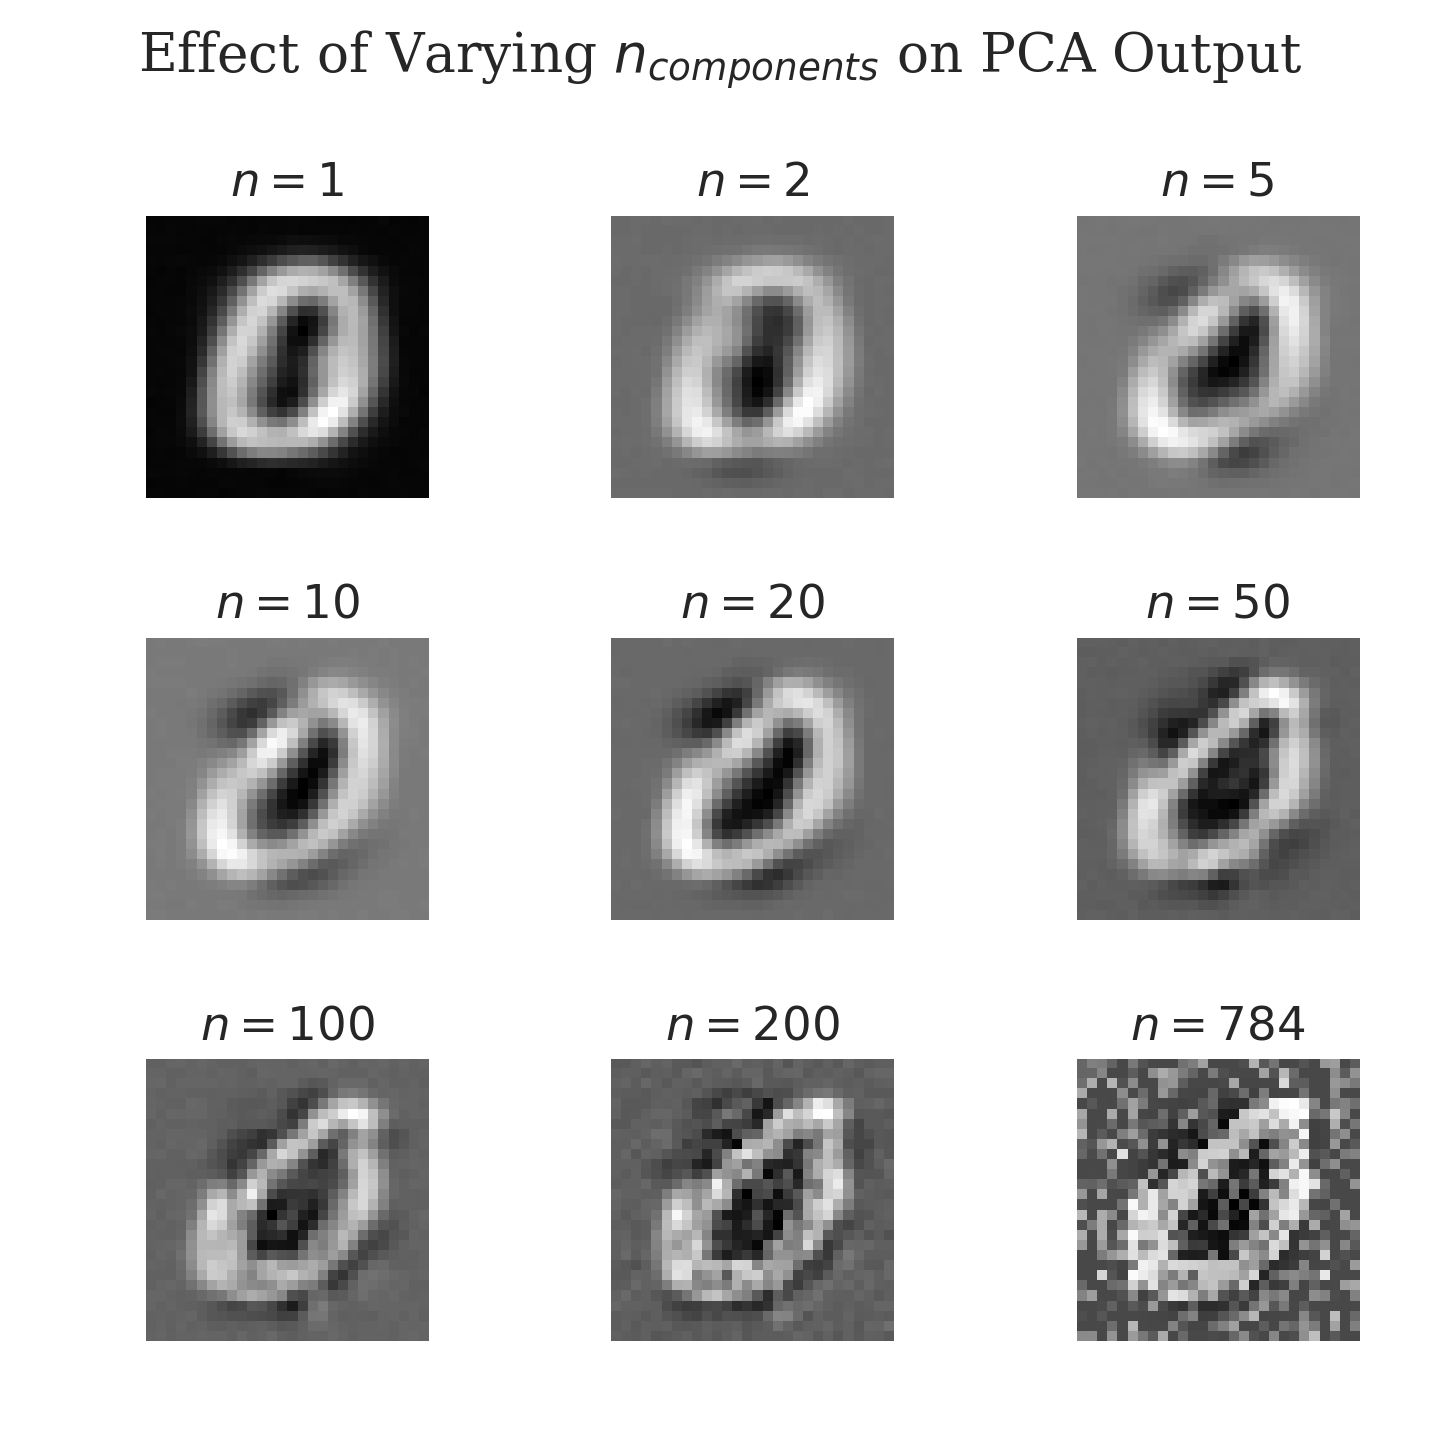 Effect of Varying n_components on PCA Output
n = 1
n = 2
n = 5
n = 10
n = 20
n = 50
n = 100
n = 200
n = 784